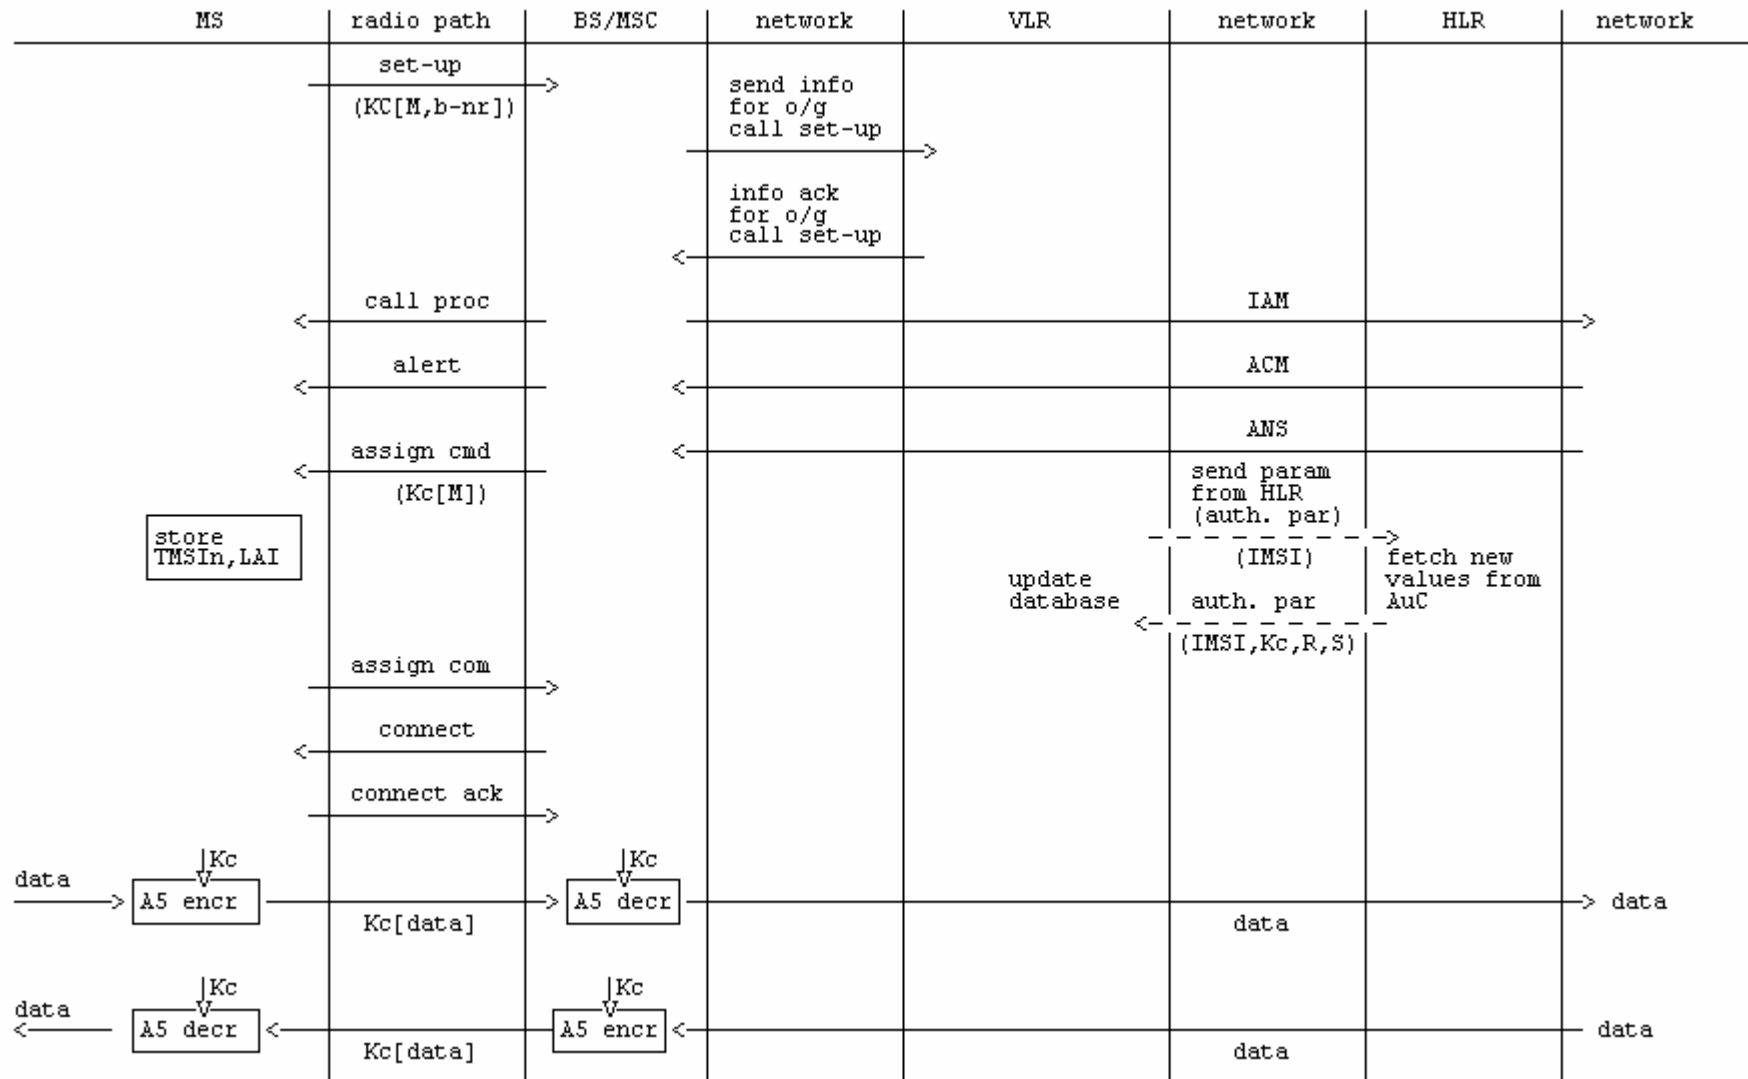 MS radio path BS/MSC network VLR network HLR network
set-up
(KC[M,b-nr])
send info
for o/g
call set-up
info ack
for o/g
call set-up
call proc IAM
alert ACM
ANS
assign cmd
(Kc[M])
send param
from HLR
(auth. par)
(IMSI)
store
TMSIn,LAI
fetch new
values from
AuC
update
database
auth. par
(IMSI,Kc,R,S)
assign com
connect
connect ack
Kc Kc
data A5 encr A5 decr data
Kc[data] data
Kc Kc
data A5 decr A5 encr data
Kc[data] data